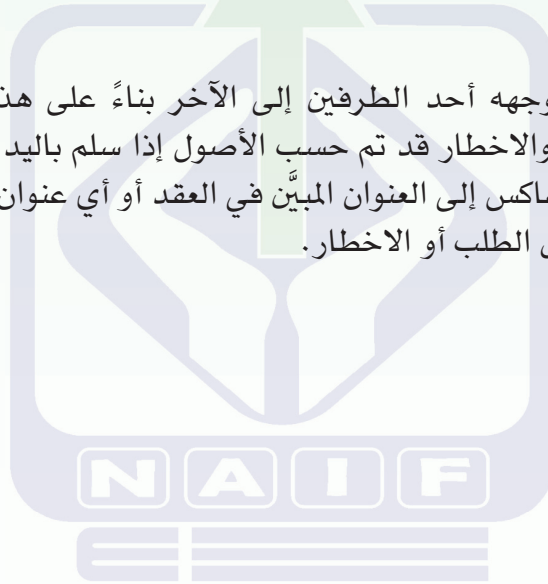 وجهه أحد الطرفين إلى الآخر بناءً على هذ
والاخطار قد تم حسب الأصول إذا سلم باليد
اكس إلى العنوان المبيَّن في العقد أو أي عنوان
الطلب أو الاخطار.
NAIF